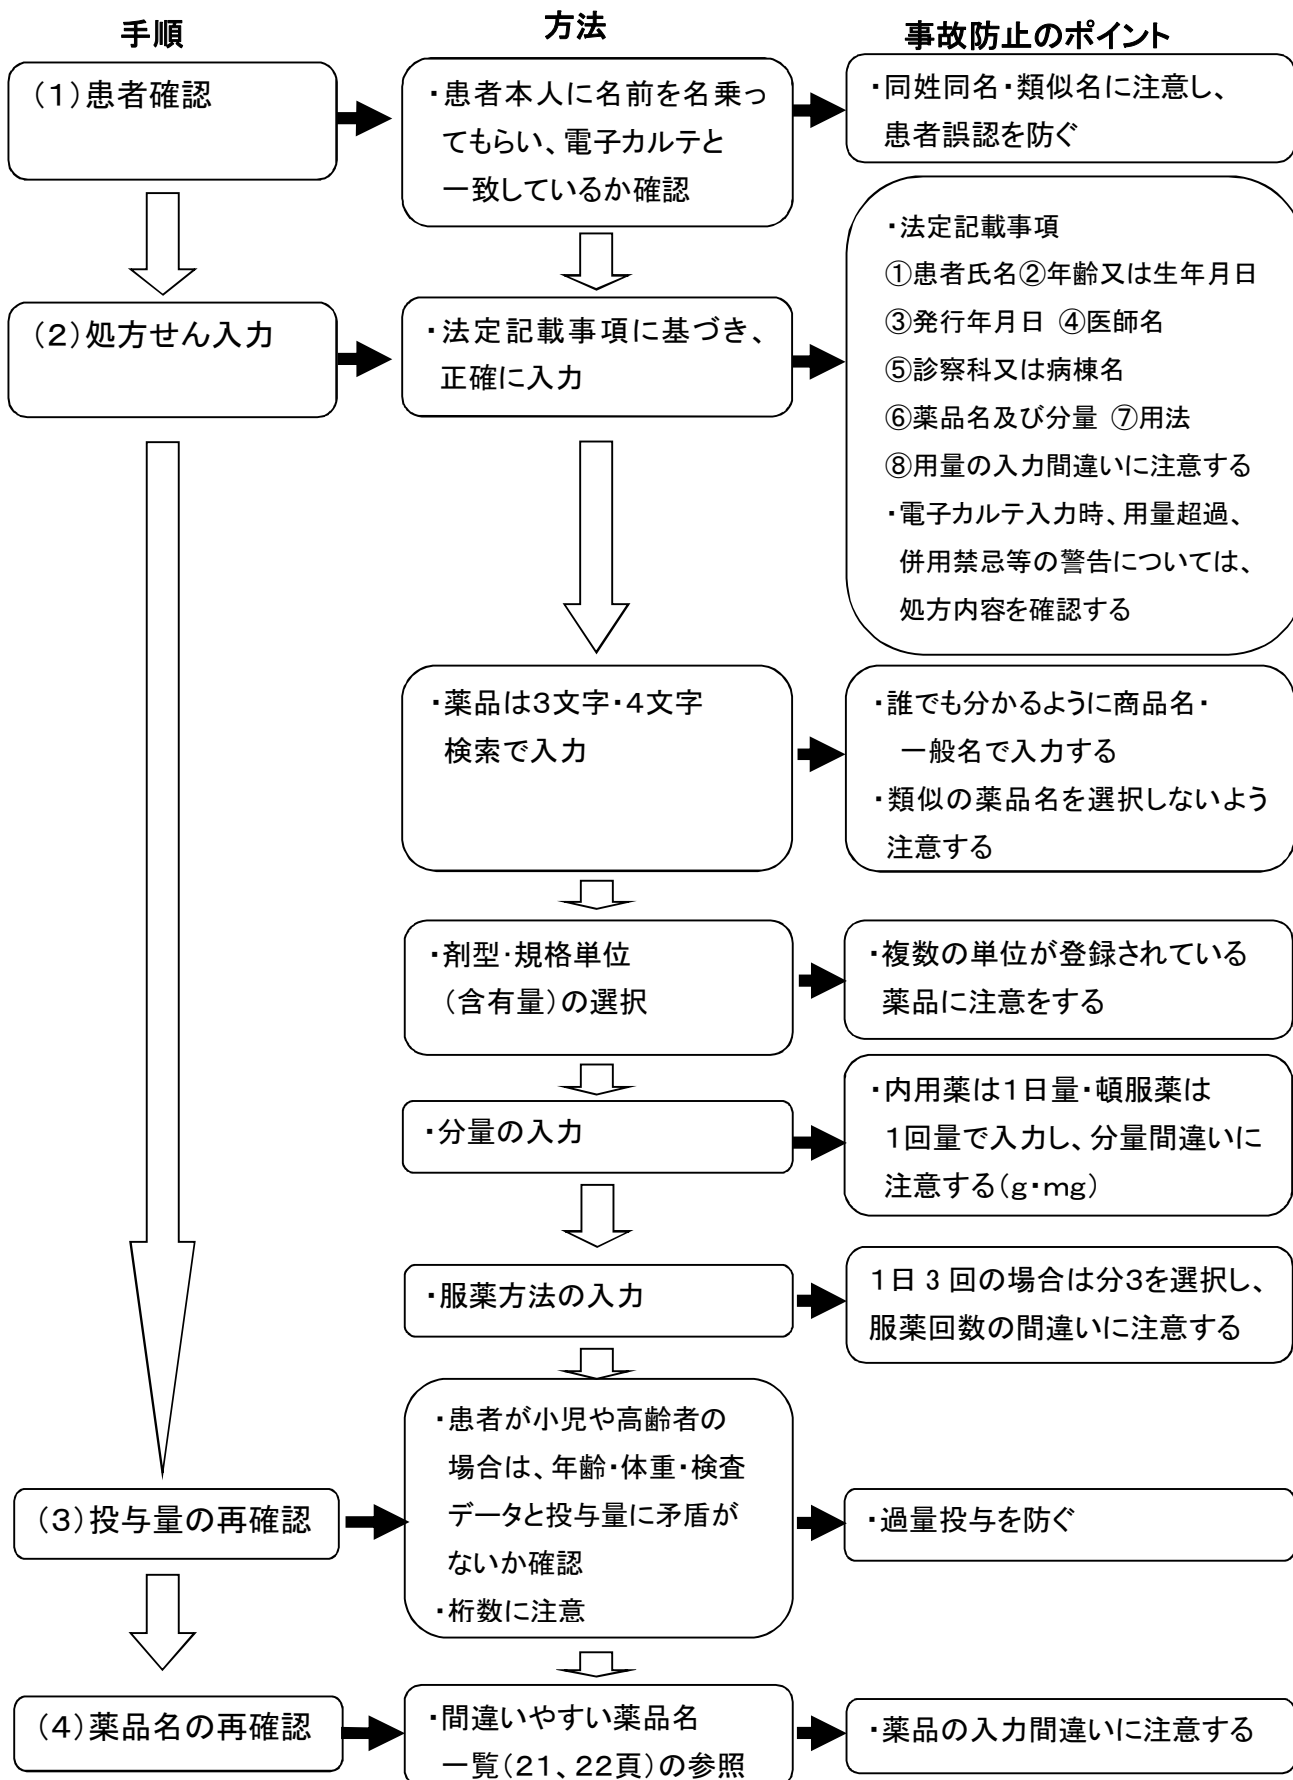 手順
方法
事故防止のポイント
(1)患者確認
・患者本人に名前を名乗っ
てもらい、電子カルテと
一致しているか確認
・同姓同名・類似名に注意し、
患者誤認を防ぐ
(2)処方せん入力
・法定記載事項に基づき、
正確に入力
・法定記載事項
①患者氏名②年齢又は生年月日
③発行年月日 ④医師名
⑤診察科又は病棟名
⑥薬品名及び分量 ⑦用法
⑧用量の入力間違いに注意する
・電子カルテ入力時、用量超過、
併用禁忌等の警告については、
処方内容を確認する
・薬品は3文字・4文字
検索で入力
・誰でも分かるように商品名・
一般名で入力する
・類似の薬品名を選択しないよう
注意する
・剤型・規格単位
(含有量)の選択
・複数の単位が登録されている
薬品に注意をする
・分量の入力
・内用薬は1日量・頓服薬は
1回量で入力し、分量間違いに
注意する(g・mg)
・服薬方法の入力
1日3回の場合は分3を選択し、
服薬回数の間違いに注意する
(3)投与量の再確認
・患者が小児や高齢者の
場合は、年齢・体重・検査
データと投与量に矛盾が
ないか確認
・桁数に注意
・過量投与を防ぐ
(4)薬品名の再確認
・間違いやすい薬品名
一覧(21、22頁)の参照
・薬品の入力間違いに注意する